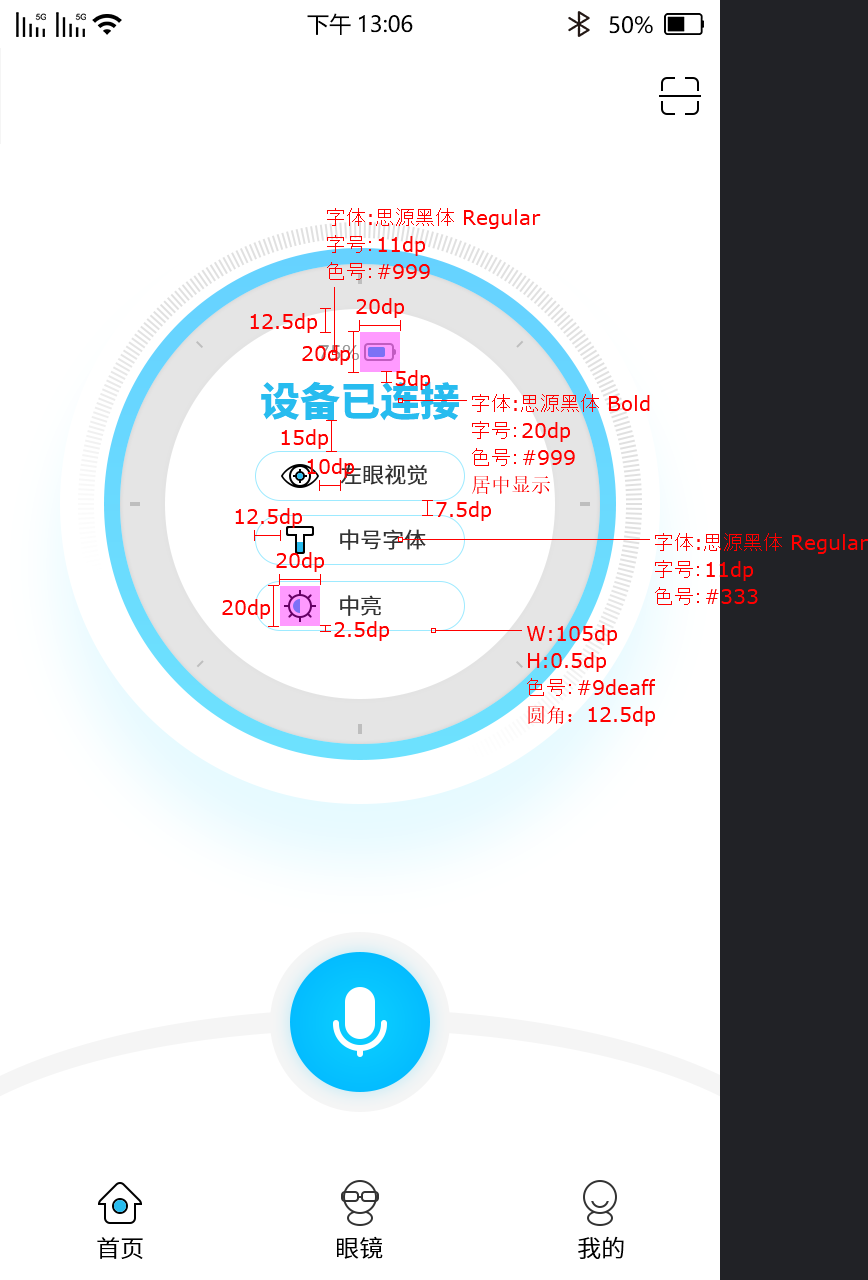 5G 5G 下午 13:06 50%
字体:思源黑体 Regular
字号:11dp
色号:#999
20dp
12.5dp
20dp
75%
5dp
设备已连接
字体:思源黑体 Bold
字号:20dp
色号:#999
居中显示
15dp
10dp
左眼视觉
7.5dp
12.5dp
中号字体
字体:思源黑体 Regular
字号:11dp
色号:#333
20dp
20dp
中亮
2.5dp
W:105dp
H:0.5dp
色号:#9deaff
圆角：12.5dp
首页 眼镜 我的